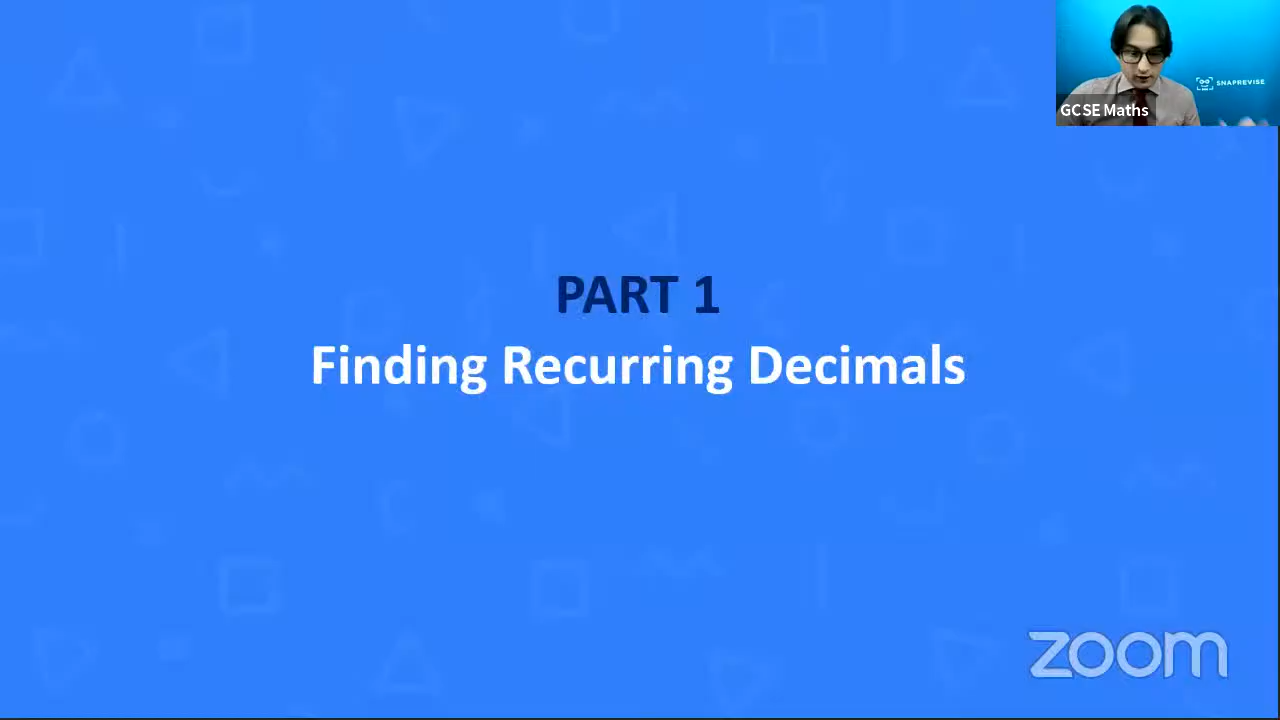 SNAPREVISE
GCSE Maths
PART 1
Finding Recurring Decimals
zoom